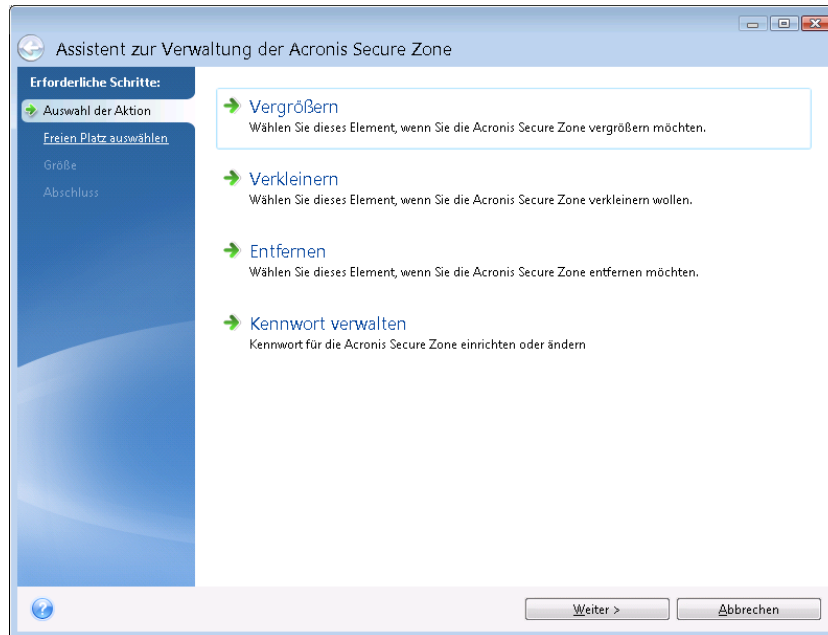 Assistent zur Verwaltung der Acronis Secure Zone
Erforderliche Schritte:
Auswahl der Aktion
Freien Platz auswählen
Größe
Abschluss
Vergrößern
Wählen Sie dieses Element, wenn Sie die Acronis Secure Zone vergrößern möchten.
Verkleinern
Wählen Sie dieses Element, wenn Sie die Acronis Secure Zone verkleinern wollen.
Entfernen
Wählen Sie dieses Element, wenn Sie die Acronis Secure Zone entfernen möchten.
Kennwort verwalten
Kennwort für die Acronis Secure Zone einrichten oder ändern
?
Weiter >
Abbrechen